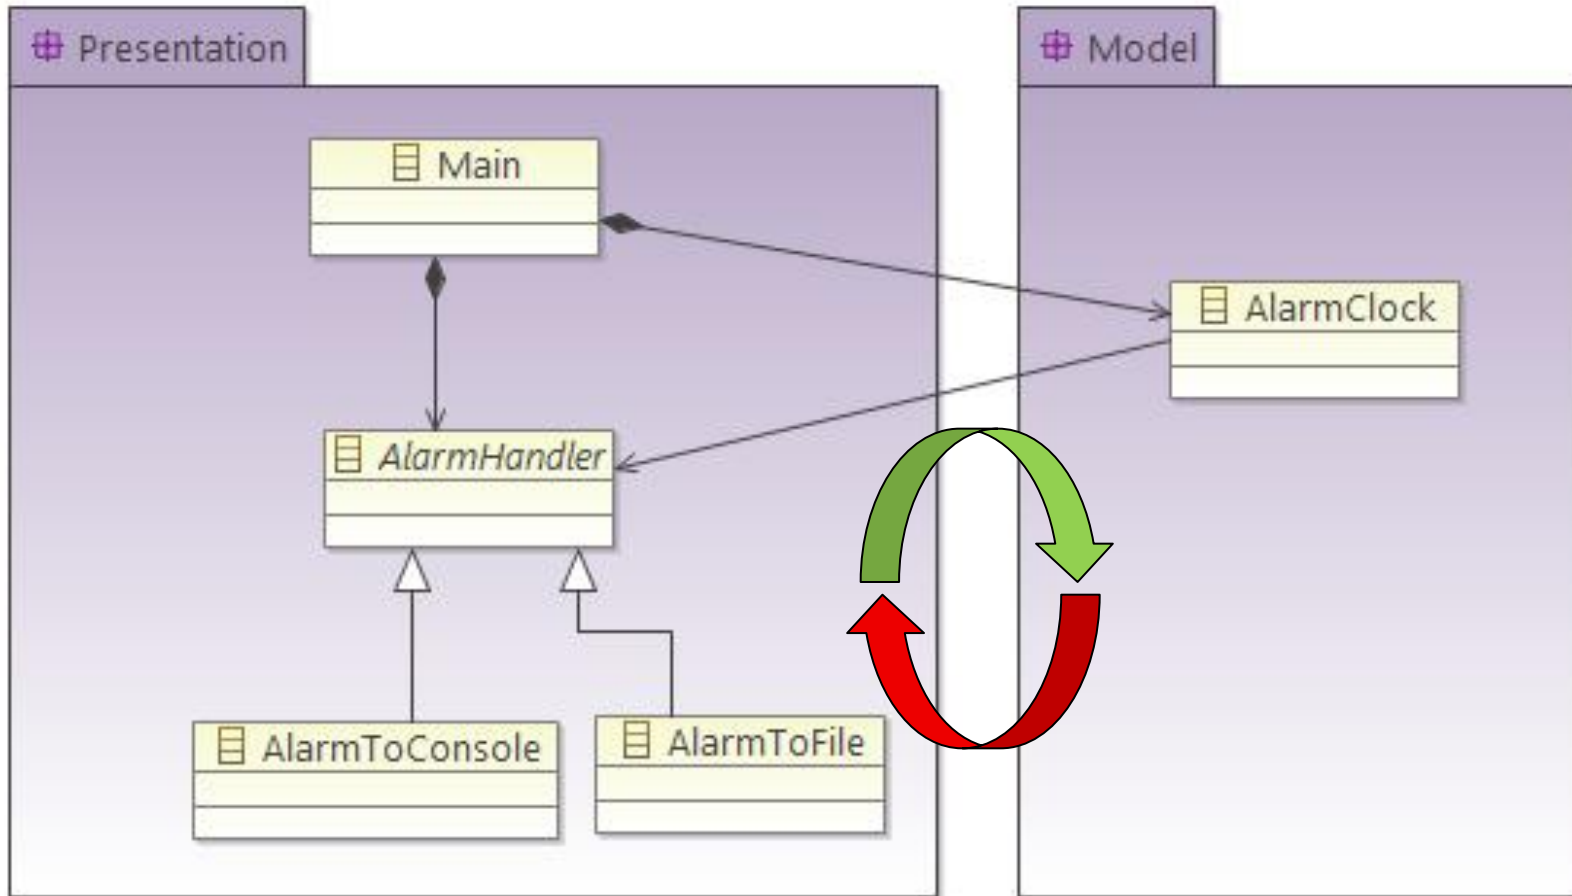 Presentation
Model
Main
AlarmClock
AlarmHandler
AlarmToConsole
AlarmToFile